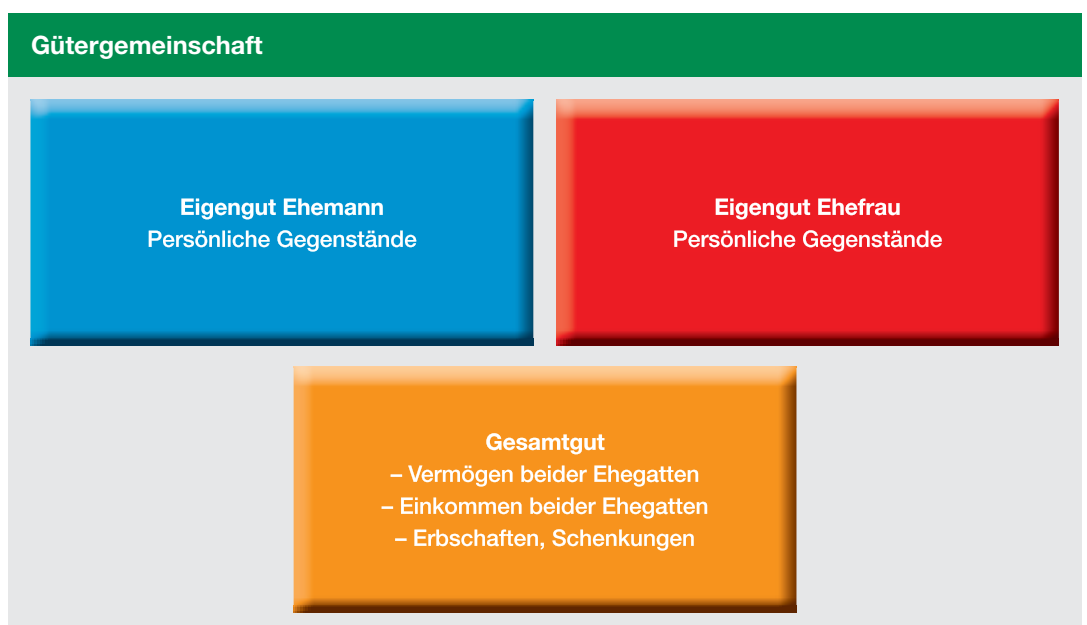 Gütergemeinschaft
Eigengut Ehemann
Persönliche Gegenstände
Eigengut Ehefrau
Persönliche Gegenstände
Gesamtgut
– Vermögen beider Ehegatten
– Einkommen beider Ehegatten
– Erbschaften, Schenkungen